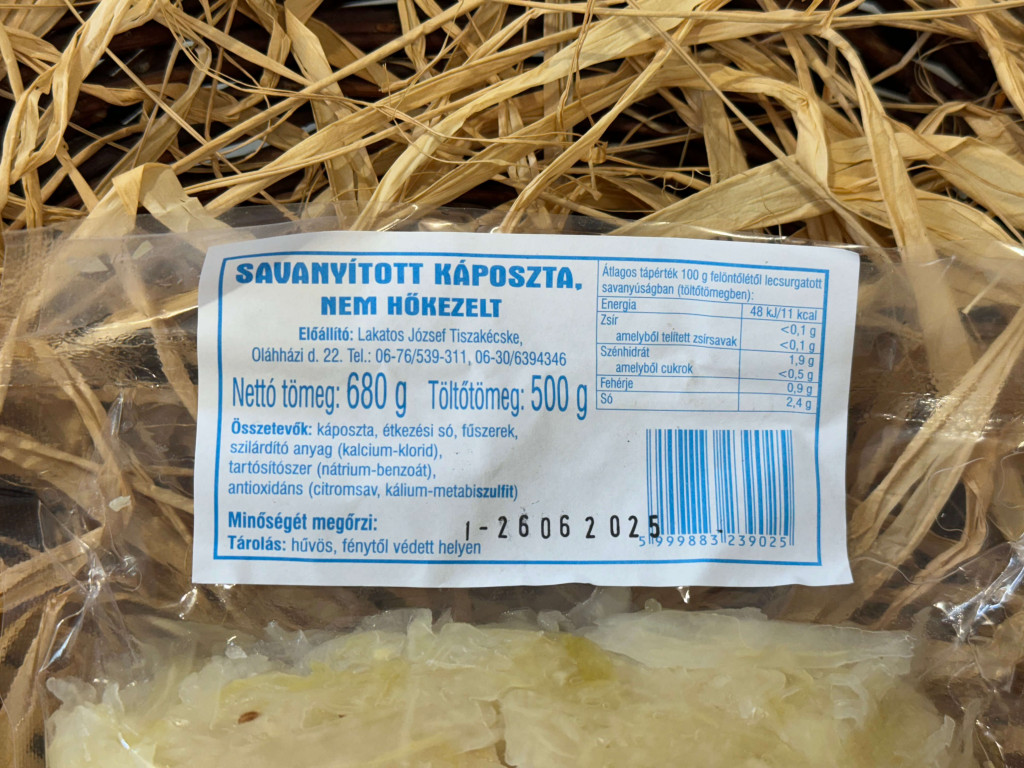 SAVANYÍTOTT KÁPOSZTA,
NEM HŐKEZELT
Előállító: Lakatos József Tiszakécske,
Oláhházi d. 22. Tel.: 06-76/539-311, 06-30/6394346
Nettó tömeg: 680 g Töltőtömeg: 500 g
Összetevők: káposzta, étkezési só, fűszerek,
szilárdító anyag (kalcium-klorid),
tartósítószer (nátrium-benzoát),
antioxidáns (citromsav, kálium-metabiszulfit)
Minőségét megőrzi:
1-26062025
Tárolás: hűvös, fénytől védett helyen
Átlagos tápérték 100 g felöntőlétől lecsurgatott
savanyúságban (töltőtömegben):
Energia 48 kJ/11 kcal
Zsír <0,1 g
amelyből telített zsírsavak <0,1 g
Szénhidrát 1,9 g
amelyből cukrok <0,5 g
Fehérje 0,9 g
Só 2,4 g
5 999883 239025